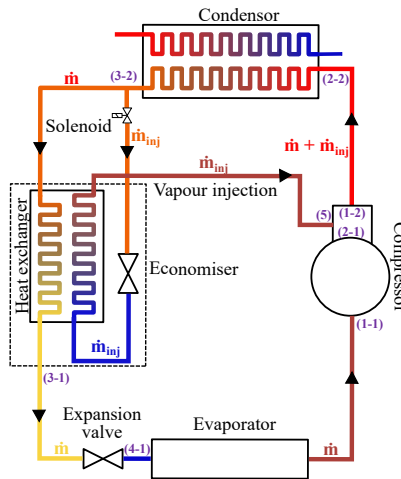 Condensor
ṁ
(3-2)
(2-2)
Solenoid
ṁinj
ṁinj
ṁ + ṁinj
Vapour injection
Heat exchanger
(5)
(1-2)
(2-1)
Compressor
Economiser
(1-1)
ṁinj
(3-1)
Expansion
valve
Evaporator
ṁ
(4-1)
ṁ